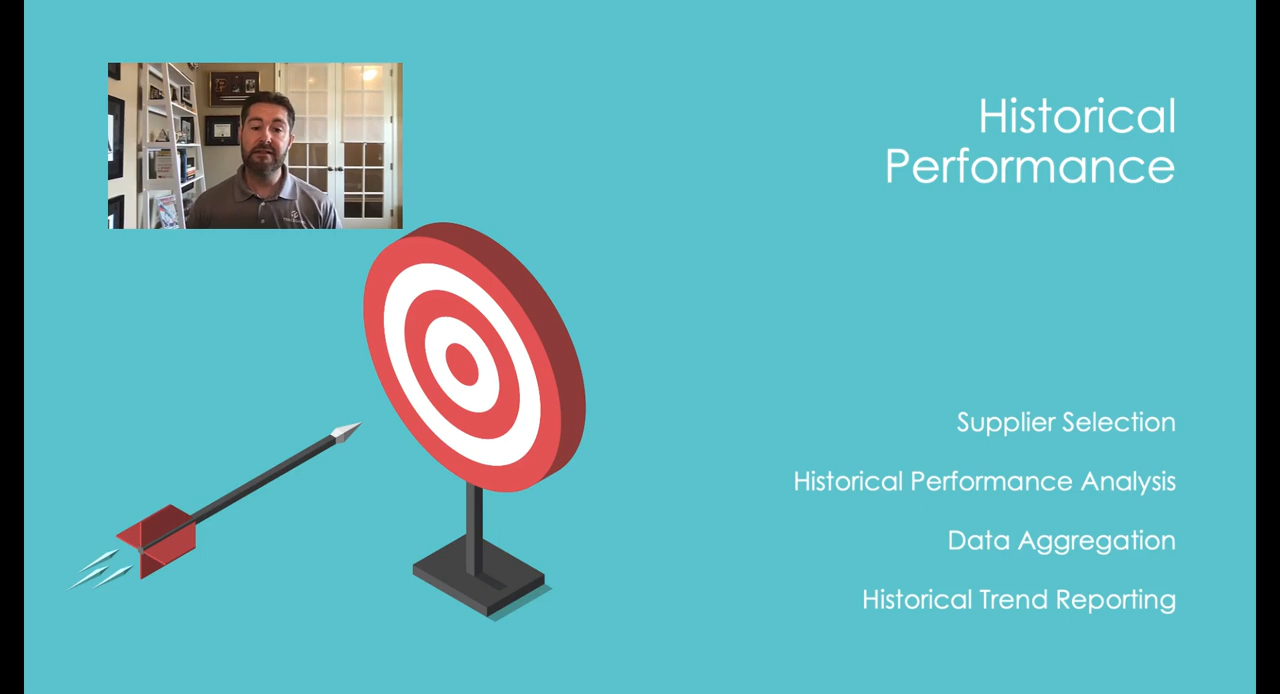 Historical
Performance
Supplier Selection
Historical Performance Analysis
Data Aggregation
Historical Trend Reporting